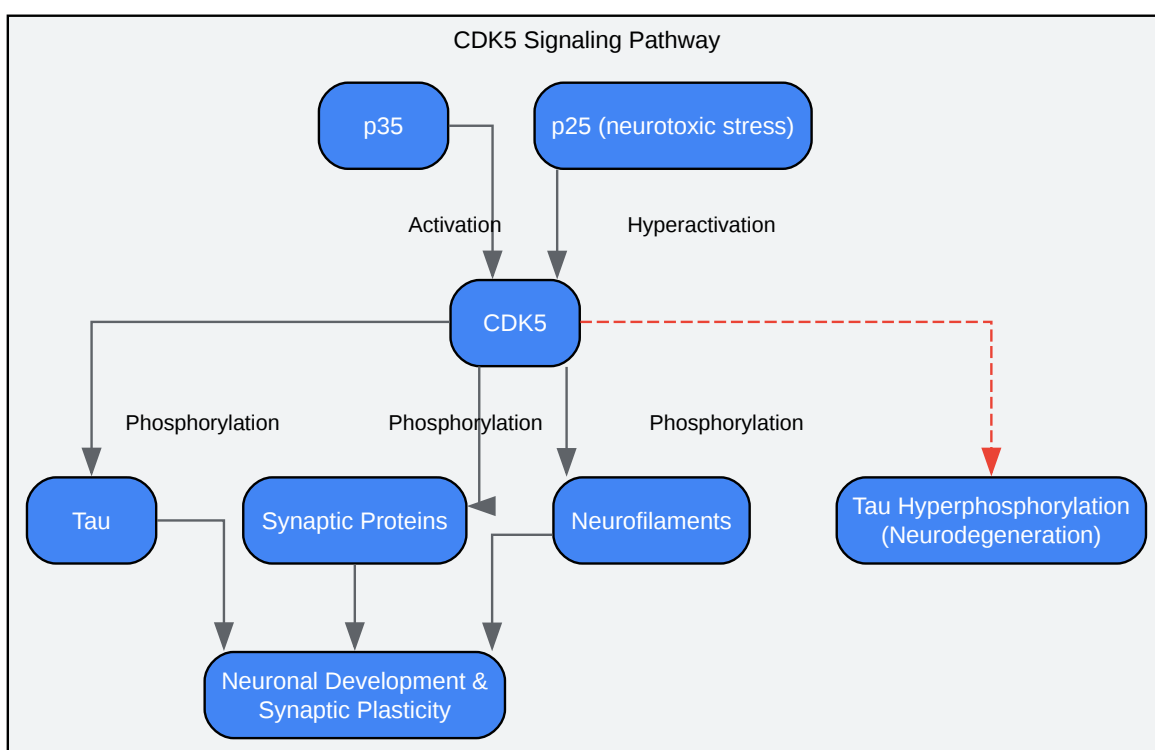 CDK5 Signaling Pathway
p35
p25 (neurotoxic stress)
Activation
Hyperactivation
CDK5
Phosphorylation
Phosphorylation
Phosphorylation
Tau
Synaptic Proteins
Neurofilaments
Tau Hyperphosphorylation
(Neurodegeneration)
Neuronal Development &
Synaptic Plasticity